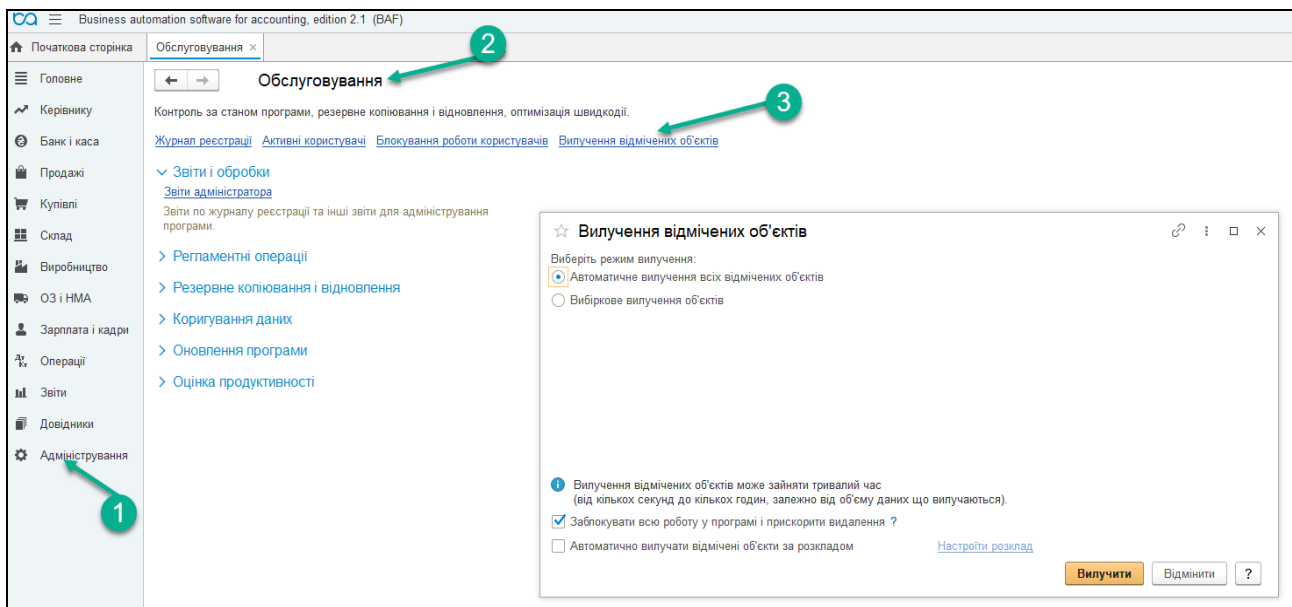 Business automation software for accounting, edition 2.1 (BAF)
Початкова сторінка
Обслуговування ×
2
Головне
Керівнику
Банк і каса
Продажі
Купівлі
Склад
Виробництво
ОЗ і НМА
Зарплата і кадри
Операції
Звіти
Довідники
Адміністрування
1
Обслуговування
3
Контроль за станом програми, резервне копіювання і відновлення, оптимізація швидкодії.
Журнал реєстрації Активні користувачі Блокування роботи користувачів Вилучення відмічених об'єктів
Звіти і обробки
Звіти адміністратора
Звіти по журналу реєстрації та інші звіти для адміністрування
програми.
Регламентні операції
Резервне копіювання і відновлення
Коригування даних
Оновлення програми
Оцінка продуктивності
Вилучення відмічених об'єктів
Виберіть режим вилучення:
Автоматичне вилучення всіх відмічених об'єктів
Вибіркове вилучення об'єктів
Вилучення відмічених об'єктів може зайняти тривалий час
(від кількох секунд до кількох годин, залежно від об'єму даних що вилучаються).
Заблокувати всю роботу у програмі і прискорити видалення ?
Автоматично вилучати відмічені об'єкти за розкладом Настроїти розклад
Вилучити Відмінити ?